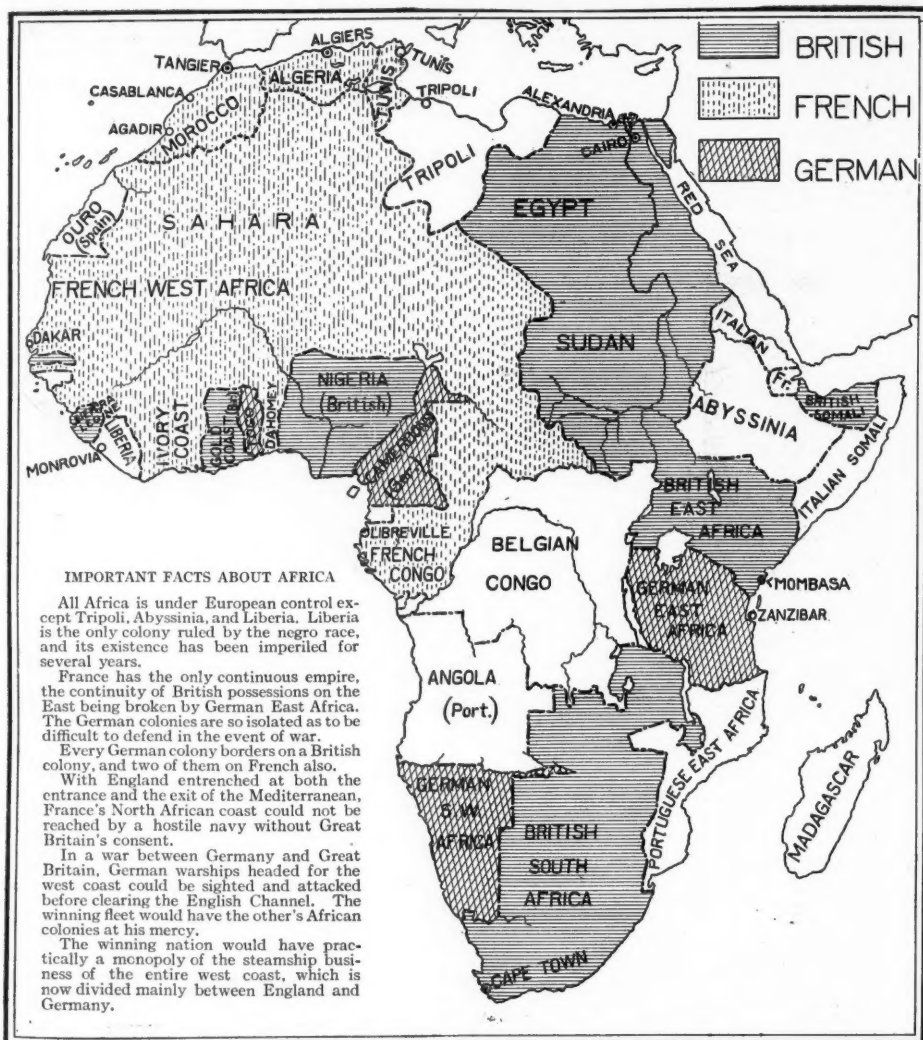 BRITISH
FRENCH
GERMAN
ALGIERS
TANGIER
ALGERIA
TUNIS
TUNIS
CASABLANCA
TRIPOLI
AGADIR
MOROCCO
ALEXANDRIA
CAIRO
TRIPOLI
OURO
(Spain)
SAHARA
EGYPT
RED
SEA
FRENCH WEST AFRICA
DAKAR
SUDAN
ITALIAN
(Fr.)
NIGERIA
(British)
BRITISH
SOMALI
ABYSSINIA
SIERRA
LEONE
LIBERIA
IVORY
COAST
GOLD
COAST
TOGO
DAHOMEY
CAMEROONS
(Ger.)
MONROVIA
ITALIAN SOMALI
BRITISH
EAST
AFRICA
LIBREVILLE
FRENCH
CONGO
BELGIAN
CONGO
GERMAN
EAST
AFRICA
MOMBASA
ZANZIBAR
ANGOLA
(Port.)
PORTUGUESE EAST AFRICA
MADAGASCAR
GERMAN
S.W.
AFRICA
BRITISH
SOUTH
AFRICA
CAPE TOWN
IMPORTANT FACTS ABOUT AFRICA
All Africa is under European control ex-
cept Tripoli, Abyssinia, and Liberia. Liberia
is the only colony ruled by the negro race,
and its existence has been imperiled for
several years.
France has the only continuous empire,
the continuity of British possessions on the
East being broken by German East Africa.
The German colonies are so isolated as to be
difficult to defend in the event of war.
Every German colony borders on a British
colony, and two of them on French also.
With England entrenched at both the
entrance and the exit of the Mediterranean,
France's North African coast could not be
reached by a hostile navy without Great
Britain's consent.
In a war between Germany and Great
Britain, German warships headed for the
west coast could be sighted and attacked
before clearing the English Channel. The
winning fleet would have the other's African
colonies at his mercy.
The winning nation would have prac-
tically a monopoly of the steamship busi-
ness of the entire west coast, which is
now divided mainly between England and
Germany.